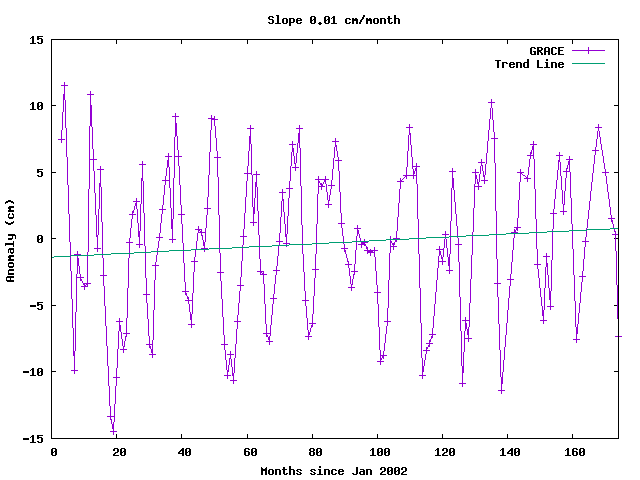 Slope 0.01 cm/month
15
GRACE
Trend Line
10
5
0
-5
-10
-15
Anomaly (cm)
0 20 40 60 80 100 120 140 160
Months since Jan 2002